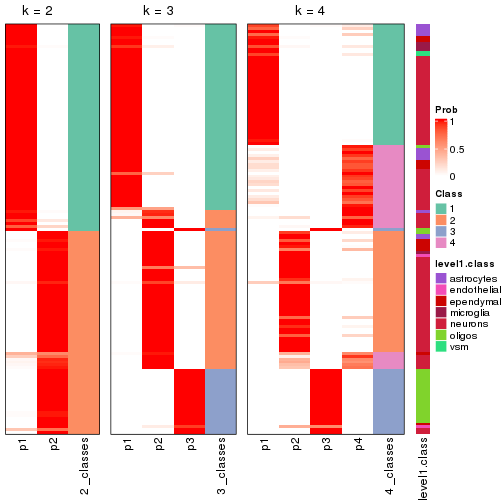 k = 2
k = 3
k = 4
p1
p2
2_classes
p1
p2
p3
3_classes
p1
p2
p3
p4
4_classes
level1.class
Prob
1
0.5
0
Class
1
2
3
4
level1.class
astrocytes
endothelial
ependymal
microglia
neurons
oligos
vsm